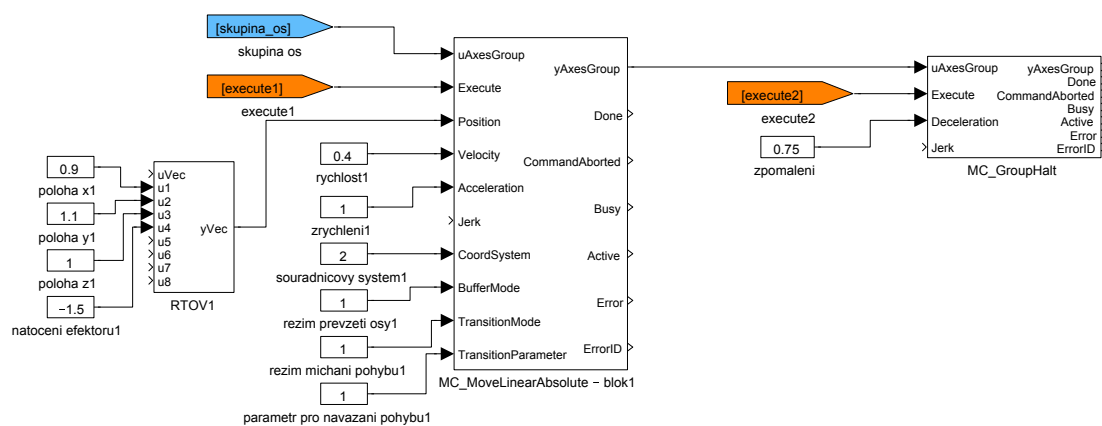 [skupina_os]
skupina os
[execute1]
execute1
0.9
poloha x1
1.1
poloha y1
1
poloha z1
−1.5
natoceni efektoru1
uVec
u1
u2
u3
u4
u5
u6
u7
u8
yVec
RTOV1
0.4
rychlost1
1
zrychleni1
2
souradnicovy system1
1
rezim prevzeti osy1
1
rezim michani pohybu1
1
parametr pro navazani pohybu1
uAxesGroup
Execute
Position
Velocity
Acceleration
Jerk
CoordSystem
BufferMode
TransitionMode
TransitionParameter
yAxesGroup
Done
CommandAborted
Busy
Active
Error
ErrorID
MC_MoveLinearAbsolute − blok1
[execute2]
execute2
0.75
zpomaleni
uAxesGroup
Execute
Deceleration
Jerk
yAxesGroup
Done
CommandAborted
Busy
Active
Error
ErrorID
MC_GroupHalt